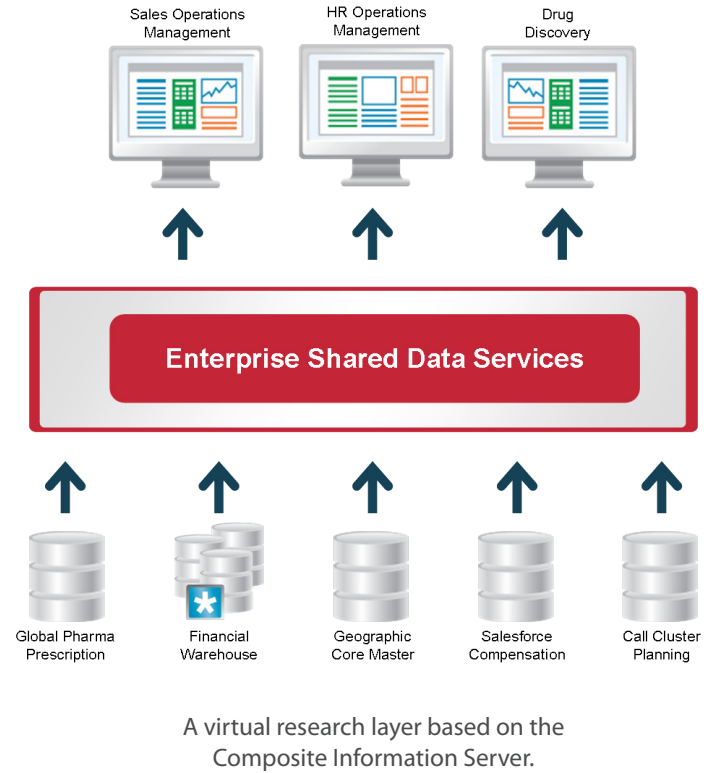 Sales Operations
Management
HR Operations
Management
Drug
Discovery
Enterprise Shared Data Services
Global Pharma
Prescription
Financial
Warehouse
Geographic
Core Master
Salesforce
Compensation
Call Cluster
Planning
A virtual research layer based on the
Composite Information Server.